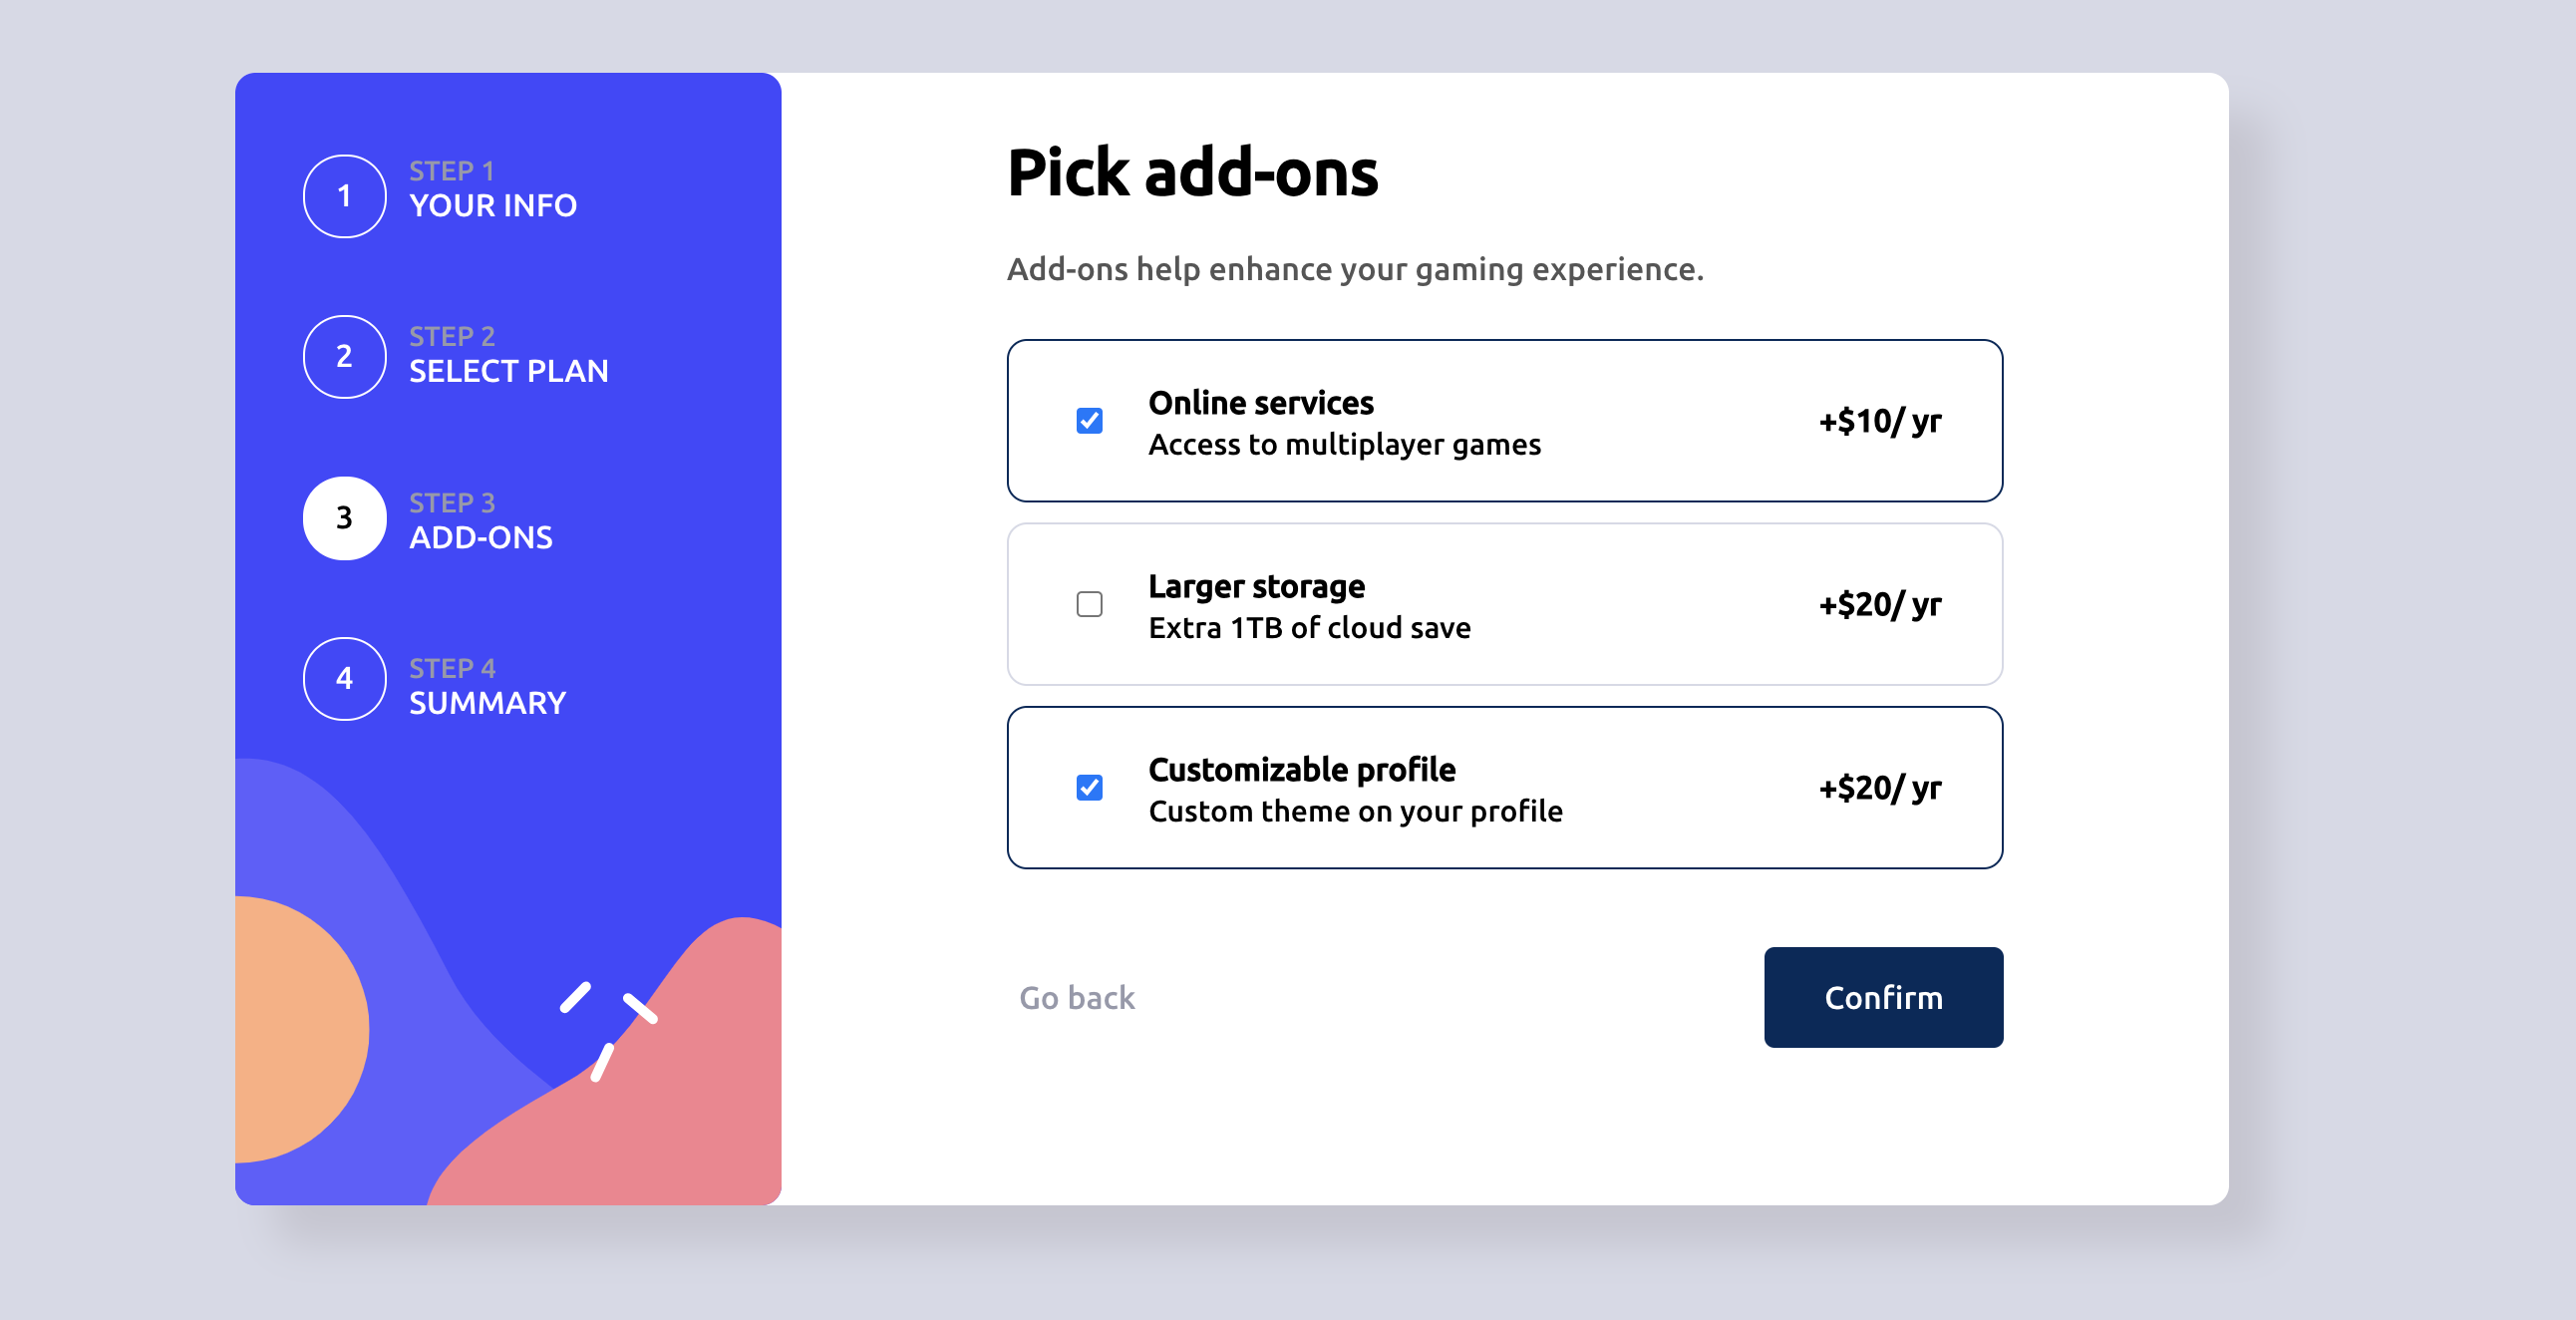 1
STEP 1
YOUR INFO
2
STEP 2
SELECT PLAN
3
STEP 3
ADD-ONS
4
STEP 4
SUMMARY
Pick add-ons
Add-ons help enhance your gaming experience.
Online services
Access to multiplayer games
+$10/ yr
Larger storage
Extra 1TB of cloud save
+$20/ yr
Customizable profile
Custom theme on your profile
+$20/ yr
Go back
Confirm